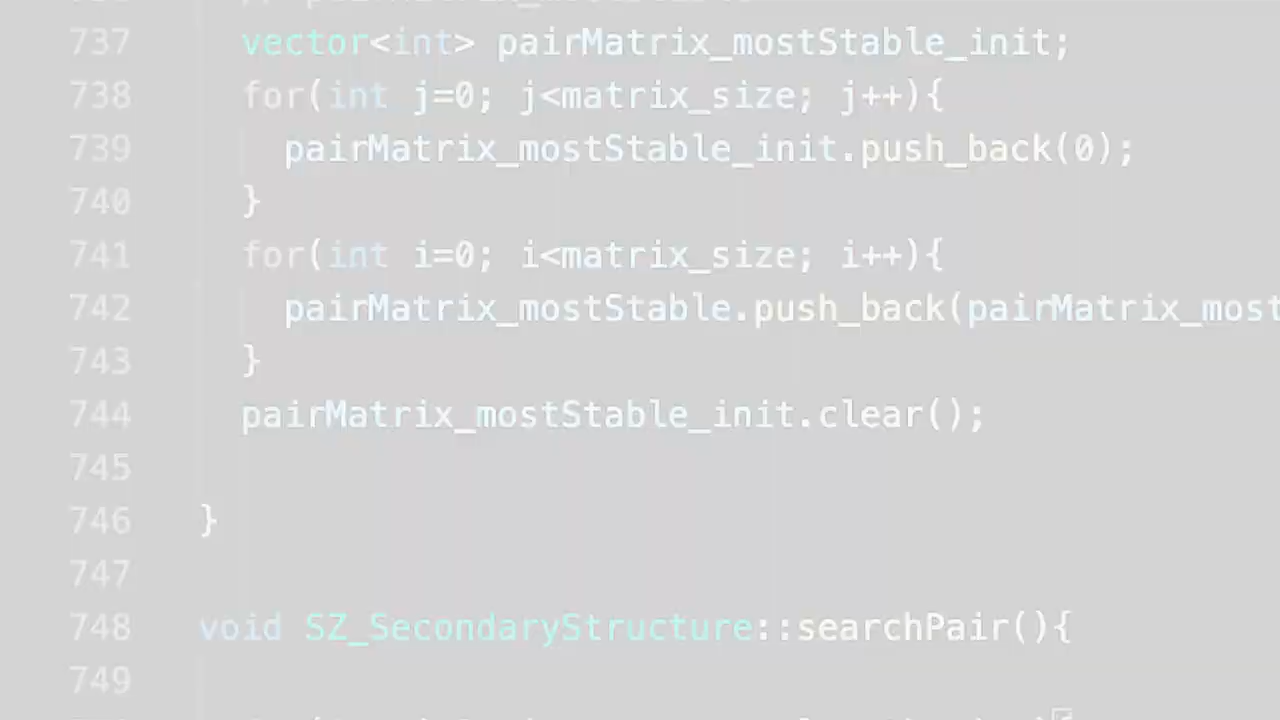 737 vector<int> pairMatrix_mostStable_init;
738 for(int j=0; j<matrix_size; j++){
739 pairMatrix_mostStable_init.push_back(0);
740 }
741 for(int i=0; i<matrix_size; i++){
742 pairMatrix_mostStable.push_back(pairMatrix_most
743 }
744 pairMatrix_mostStable_init.clear();
745
746 }
747
748 void SZ_SecondaryStructure::searchPair(){
749